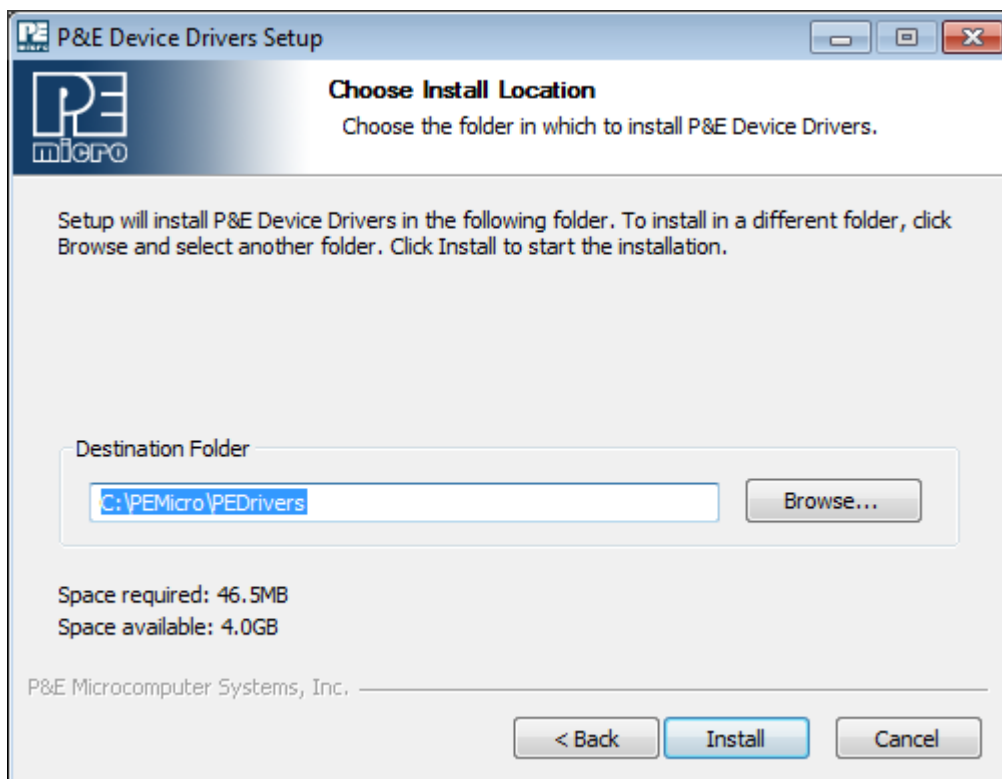 PE micro
P&E Device Drivers Setup
PE
micro
Choose Install Location
Choose the folder in which to install P&E Device Drivers.
Setup will install P&E Device Drivers in the following folder. To install in a different folder, click
Browse and select another folder. Click Install to start the installation.
Destination Folder
C:\PEMicro\PEDrivers
Browse...
Space required: 46.5MB
Space available: 4.0GB
P&E Microcomputer Systems, Inc.
< Back
Install
Cancel